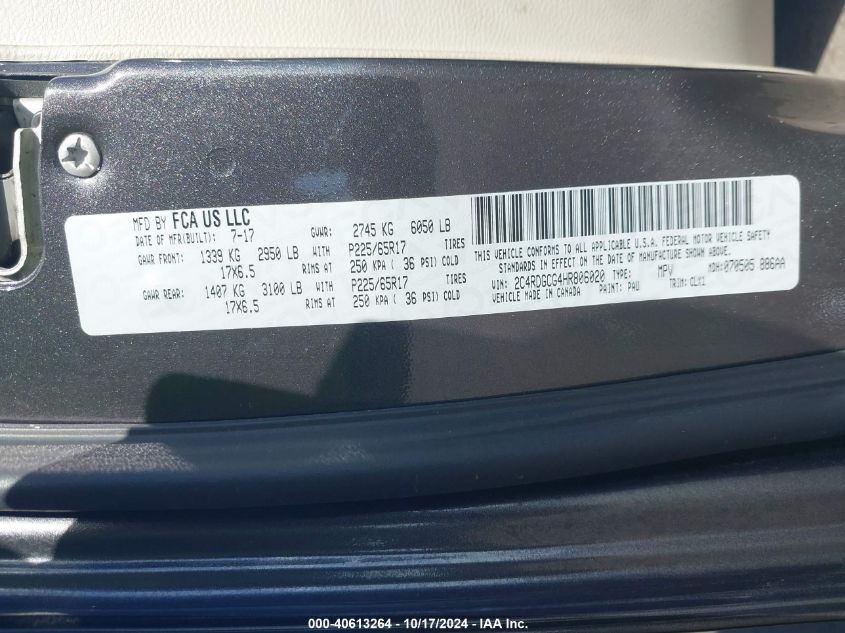 MFD BY FCA US LLC
DATE OF MFR(BUILT): 7-17 GVWR: 2745 KG 6050 LB
GAWR FRONT: 1339 KG 2950 LB WITH P225/65R17 TIRES
17X6.5 RIMS AT 250 KPA ( 36 PSI) COLD
GAWR REAR: 1407 KG 3100 LB WITH P225/65R17 TIRES
17X6.5 RIMS AT 250 KPA ( 36 PSI) COLD
THIS VEHICLE CONFORMS TO ALL APPLICABLE U.S.A. FEDERAL MOTOR VEHICLE SAFETY
STANDARDS IN EFFECT ON THE DATE OF MANUFACTURE SHOWN ABOVE.
VIN: 2C4RDGCG4HR806020 TYPE: MPV MDH:070505 886AA
VEHICLE MADE IN CANADA PAINT: PAU TRIM:
000-40613264 - 10/17/2024 - IAA Inc.